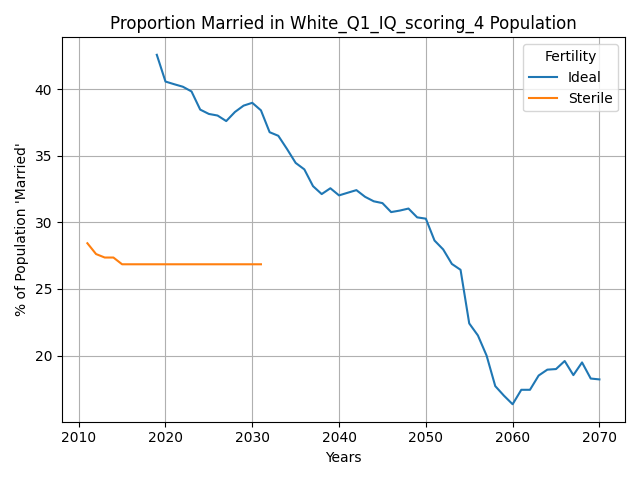 Proportion Married in White_Q1_IQ_scoring_4 Population
Fertility
Ideal
Sterile
% of Population 'Married'
40
35
30
25
20
2010 2020 2030 2040 2050 2060 2070
Years